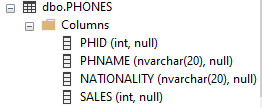 dbo.PHONES
Columns
PHID (int, null)
PHNAME (nvarchar(20), null)
NATIONALITY (nvarchar(20), null)
SALES (int, null)